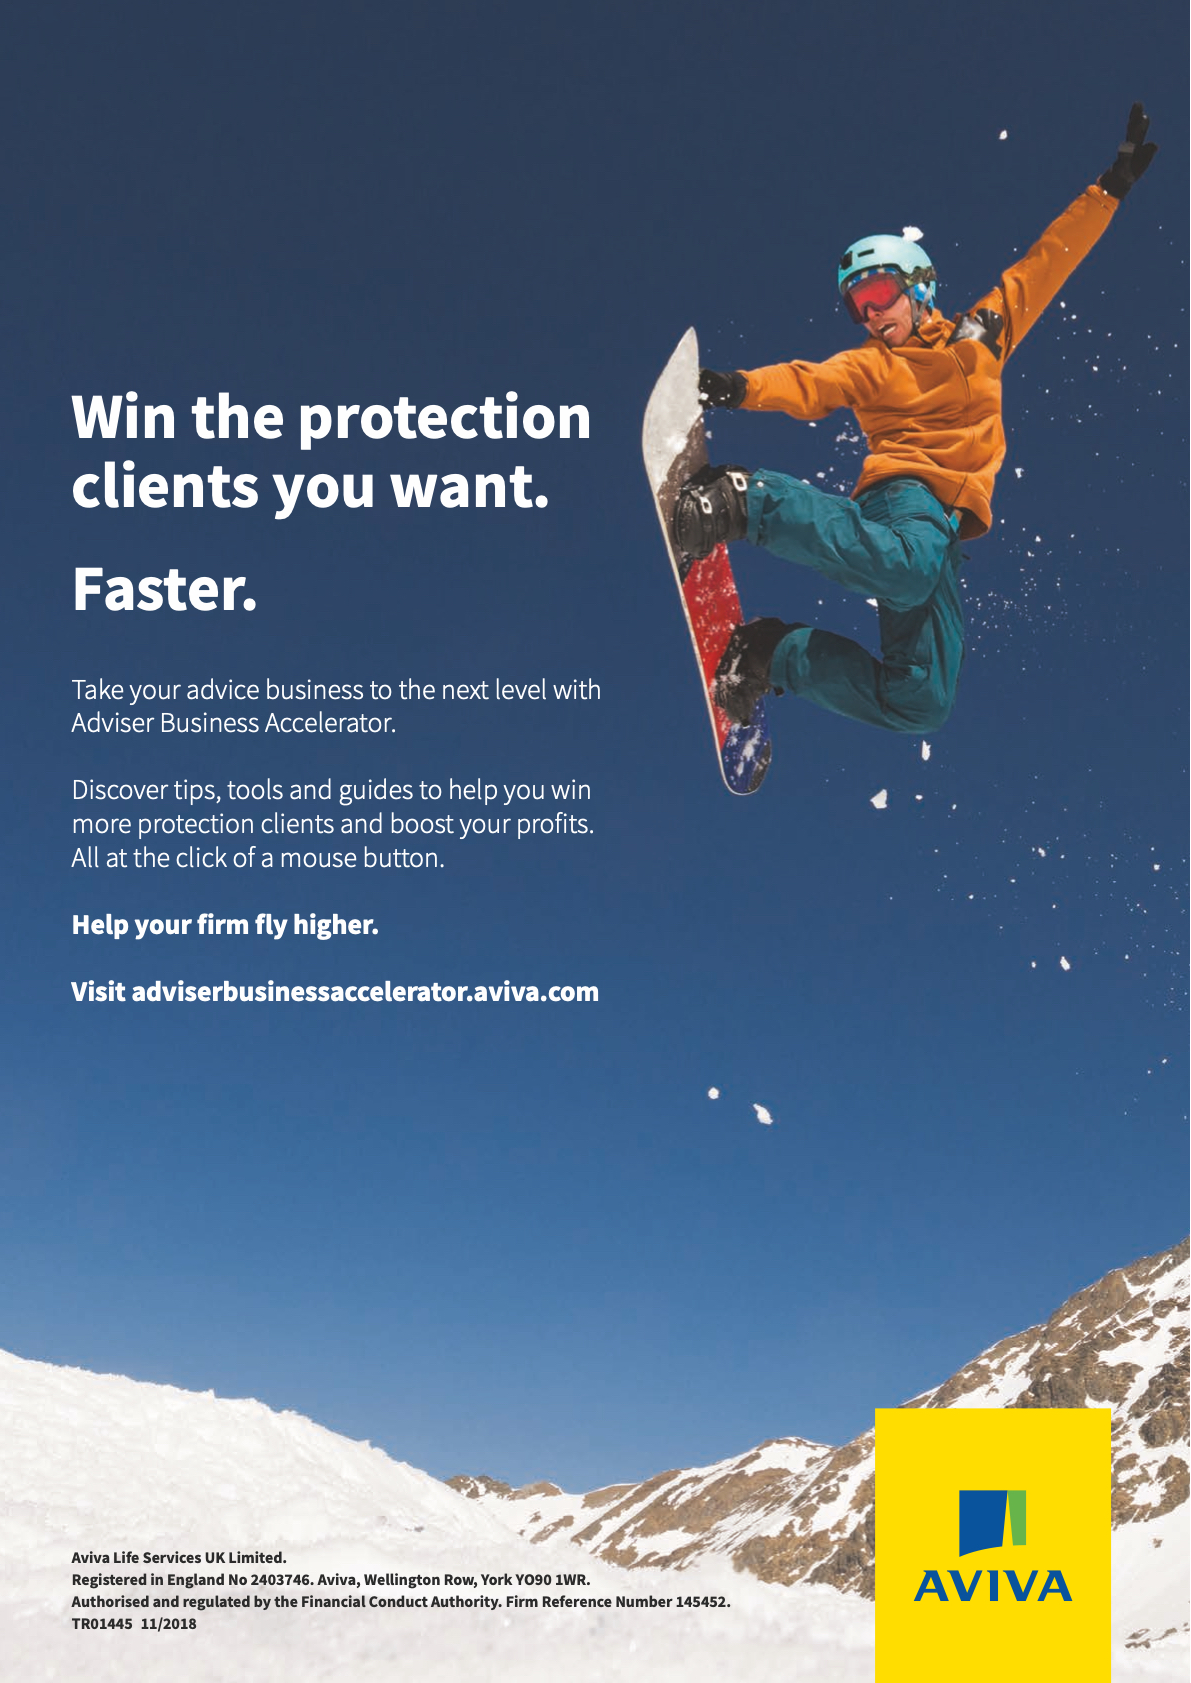 Win the protection
clients you want.
Faster.
Take your advice business to the next level with
Adviser Business Accelerator.
Discover tips, tools and guides to help you win
more protection clients and boost your profits.
All at the click of a mouse button.
Help your firm fly higher.
Visit adviserbusinessaccelerator.aviva.com
Aviva Life Services UK Limited.
Registered in England No 2403746. Aviva, Wellington Row, York YO90 1WR.
Authorised and regulated by the Financial Conduct Authority. Firm Reference Number 145452.
TR01445 11/2018
AVIVA